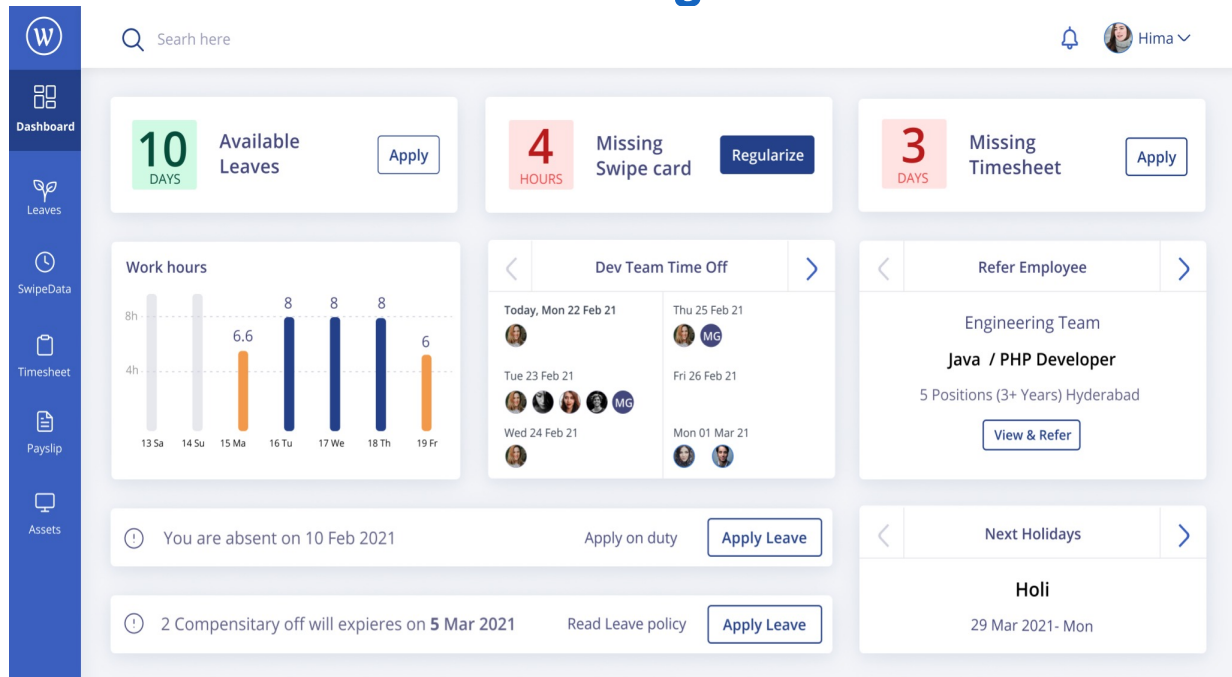 W
Searh here
Hima
Dashboard
Leaves
SwipeData
Timesheet
Payslip
Assets
10
DAYS
Available
Leaves
Apply
4
HOURS
Missing
Swipe card
Regularize
3
DAYS
Missing
Timesheet
Apply
Work hours
8h
4h
6.6
8
8
8
6
13 Sa
14 Su
15 Ma
16 Tu
17 We
18 Th
19 Fr
Dev Team Time Off
Today, Mon 22 Feb 21
Thu 25 Feb 21
MG
Tue 23 Feb 21
MG
Fri 26 Feb 21
Wed 24 Feb 21
Mon 01 Mar 21
Refer Employee
Engineering Team
Java / PHP Developer
5 Positions (3+ Years) Hyderabad
View & Refer
You are absent on 10 Feb 2021
Apply on duty
Apply Leave
2 Compensitary off will expieres on 5 Mar 2021
Read Leave policy
Apply Leave
Next Holidays
Holi
29 Mar 2021- Mon